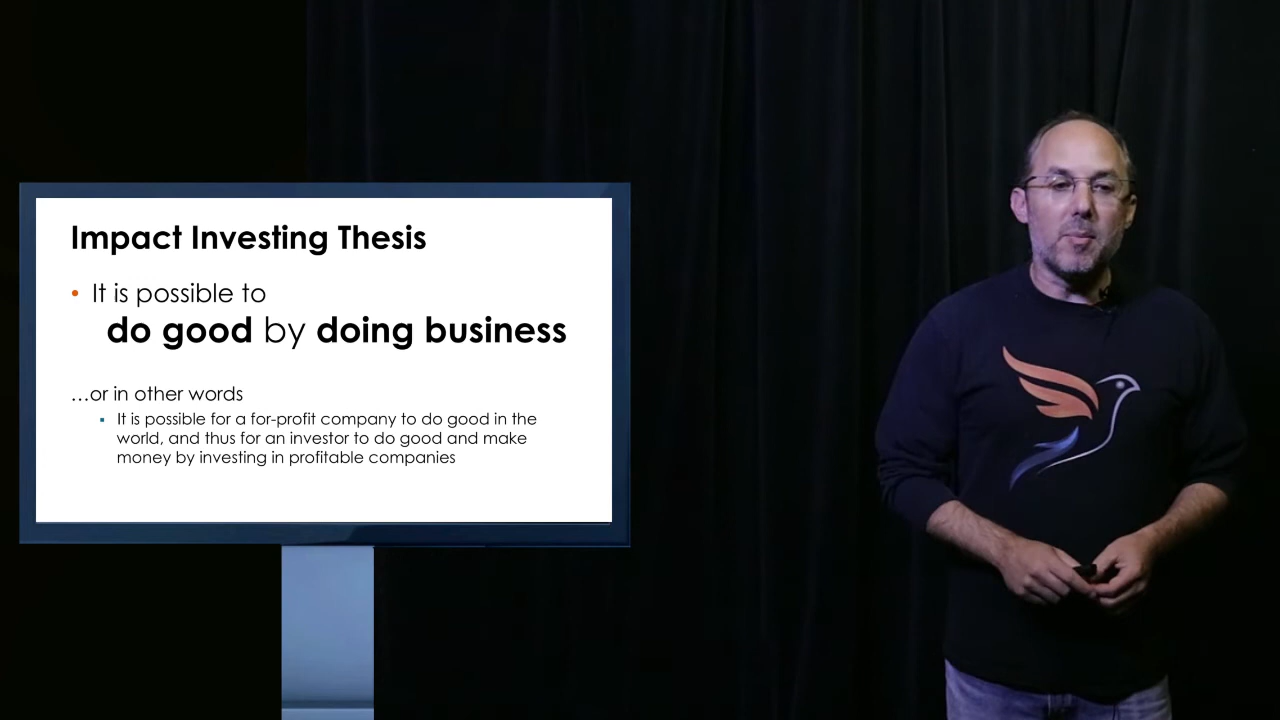 Impact Investing Thesis
• It is possible to
do good by doing business
...or in other words
▪ It is possible for a for-profit company to do good in the
world, and thus for an investor to do good and make
money by investing in profitable companies